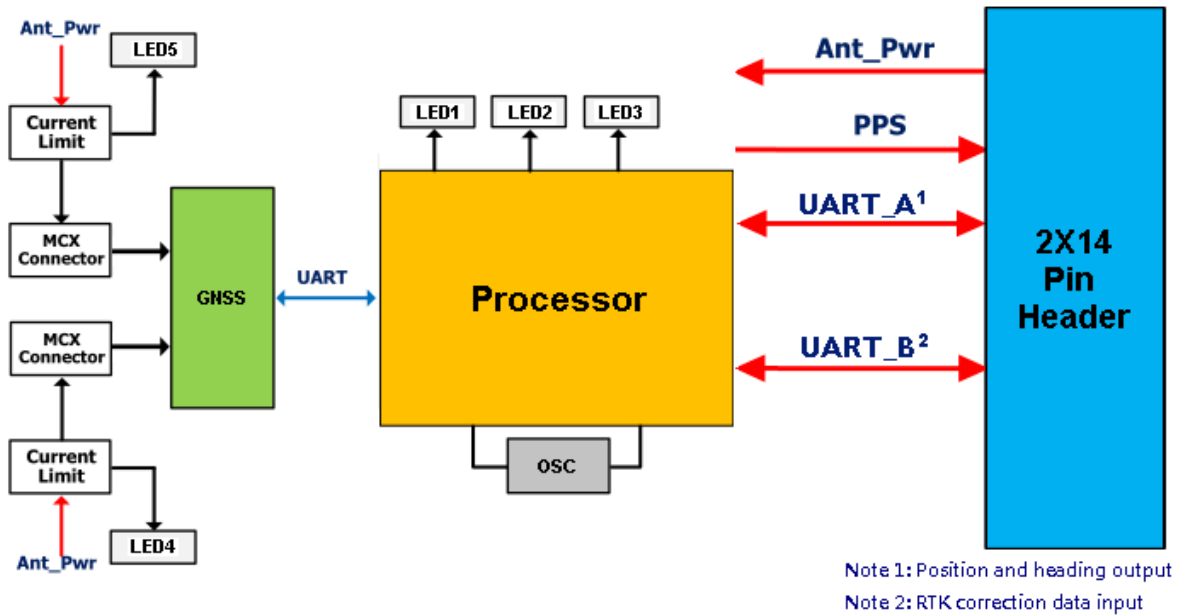 Ant_Pwr
LED5
Current
Limit
MCX
Connector
GNSS
MCX
Connector
Current
Limit
LED4
Ant_Pwr
UART
LED1
LED2
LED3
Processor
OSC
Ant_Pwr
PPS
UART_A¹
UART_B²
2X14
Pin
Header
Note 1: Position and heading output
Note 2: RTK correction data input